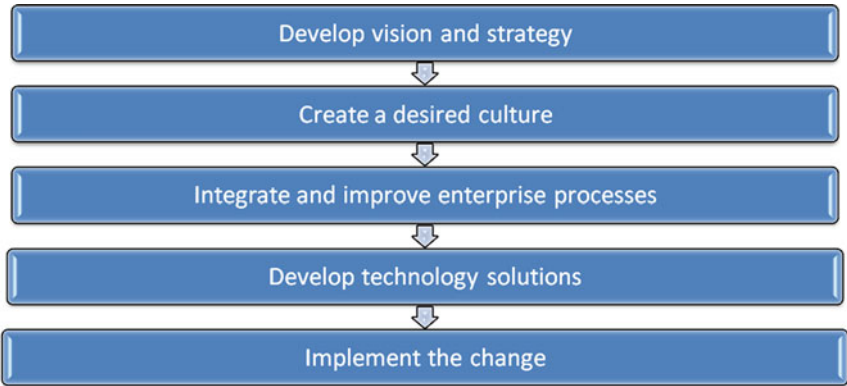 Develop vision and strategy
Create a desired culture
Integrate and improve enterprise processes
Develop technology solutions
Implement the change